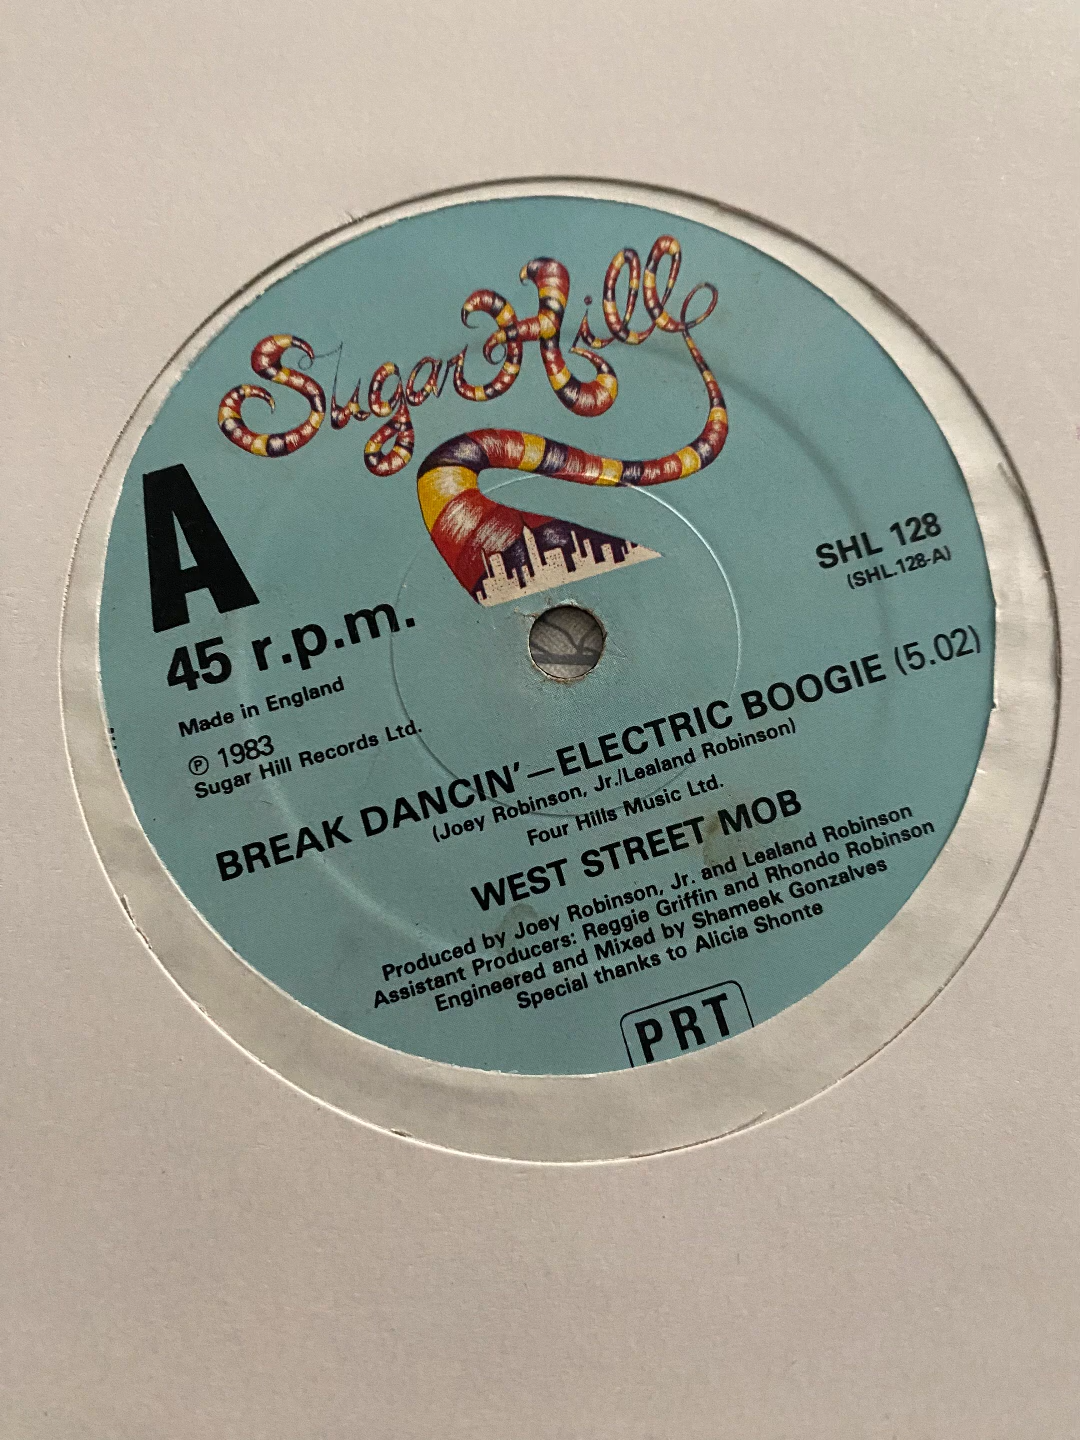 Sugar Hill
A
45 r.p.m.
Made in England
℗ 1983
Sugar Hill Records Ltd.
SHL 128
(SHL.128-A)
BREAK DANCIN'—ELECTRIC BOOGIE (5.02)
(Joey Robinson, Jr./Lealand Robinson)
Four Hills Music Ltd.
WEST STREET MOB
Produced by Joey Robinson, Jr. and Lealand Robinson
Assistant Producers: Reggie Griffin and Rhondo Robinson
Engineered and Mixed by Shameek Gonzalves
Special thanks to Alicia Shonte
PRT